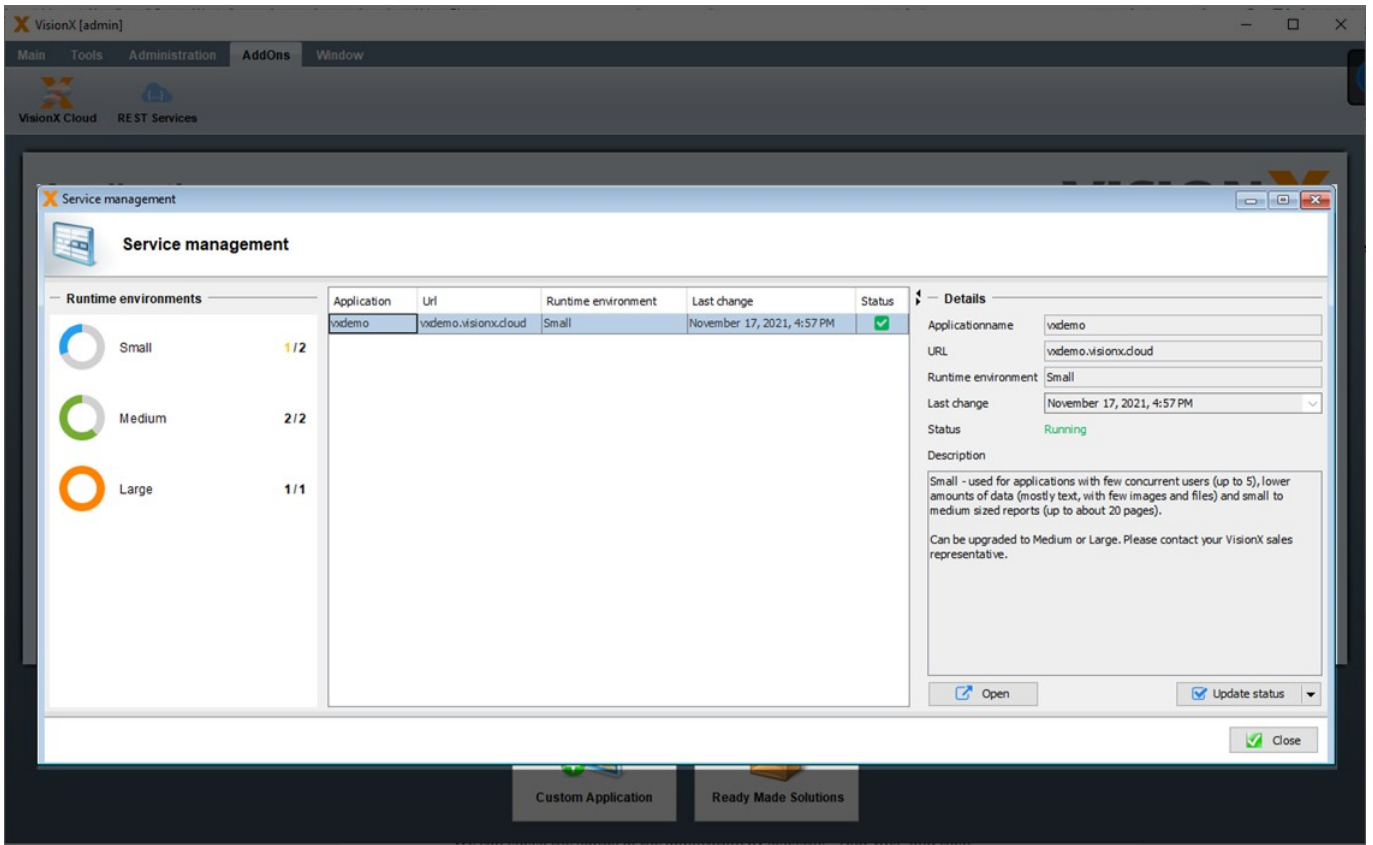 VisionX [admin]
Main Tools Administration AddOns Window
VisionX Cloud REST Services
Service management
Service management
Runtime environments
Small 1/2
Medium 2/2
Large 1/1
Application Url Runtime environment Last change Status
vxdemo vxdemo.visionx.cloud Small November 17, 2021, 4:57 PM
Details
Applicationname vxdemo
URL vxdemo.visionx.cloud
Runtime environment Small
Last change November 17, 2021, 4:57 PM
Status Running
Description
Small - used for applications with few concurrent users (up to 5), lower
amounts of data (mostly text, with few images and files) and small to
medium sized reports (up to about 20 pages).
Can be upgraded to Medium or Large. Please contact your VisionX sales
representative.
Open Update status
Close
Custom Application Ready Made Solutions